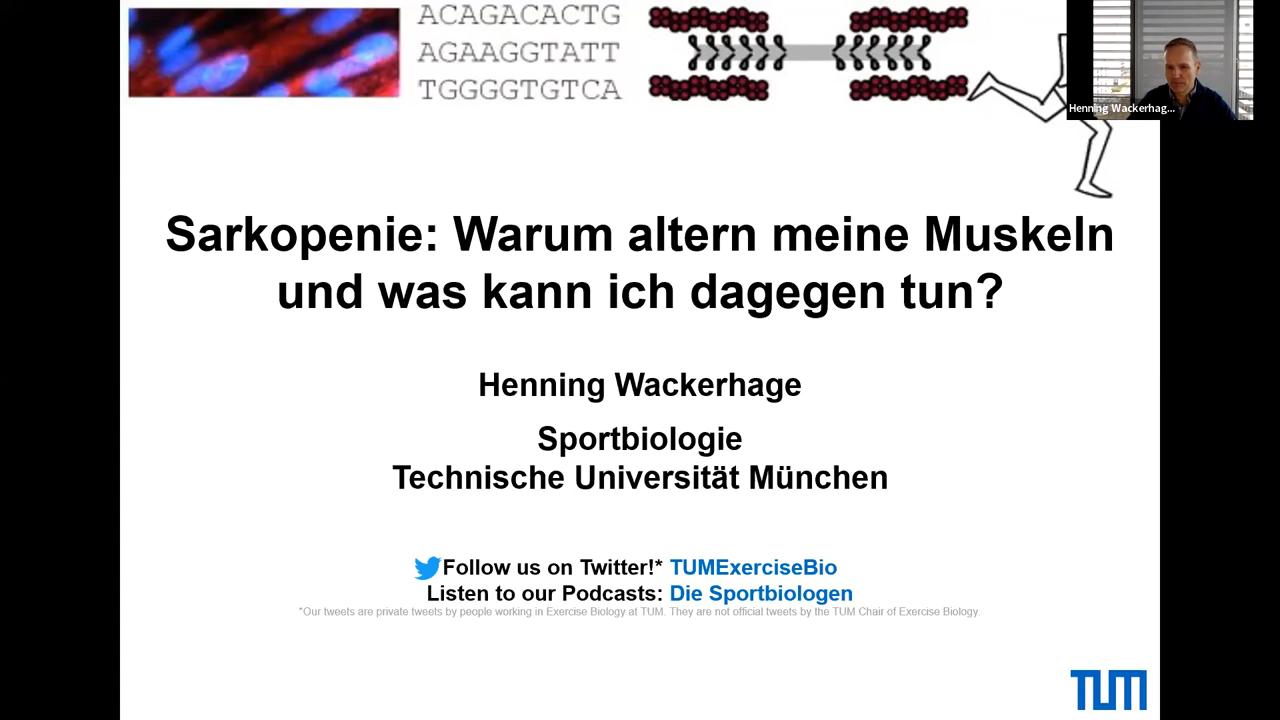 ACAGACACTG
AGAAGGTATT
TGGGGTGTCA
Henning Wackerhag...
Sarkopenie: Warum altern meine Muskeln
und was kann ich dagegen tun?
Henning Wackerhage
Sportbiologie
Technische Universität München
Follow us on Twitter!* TUMExerciseBio
Listen to our Podcasts: Die Sportbiologen
*Our tweets are private tweets by people working in Exercise Biology at TUM. They are not official tweets by the TUM Chair of Exercise Biology.
TUM